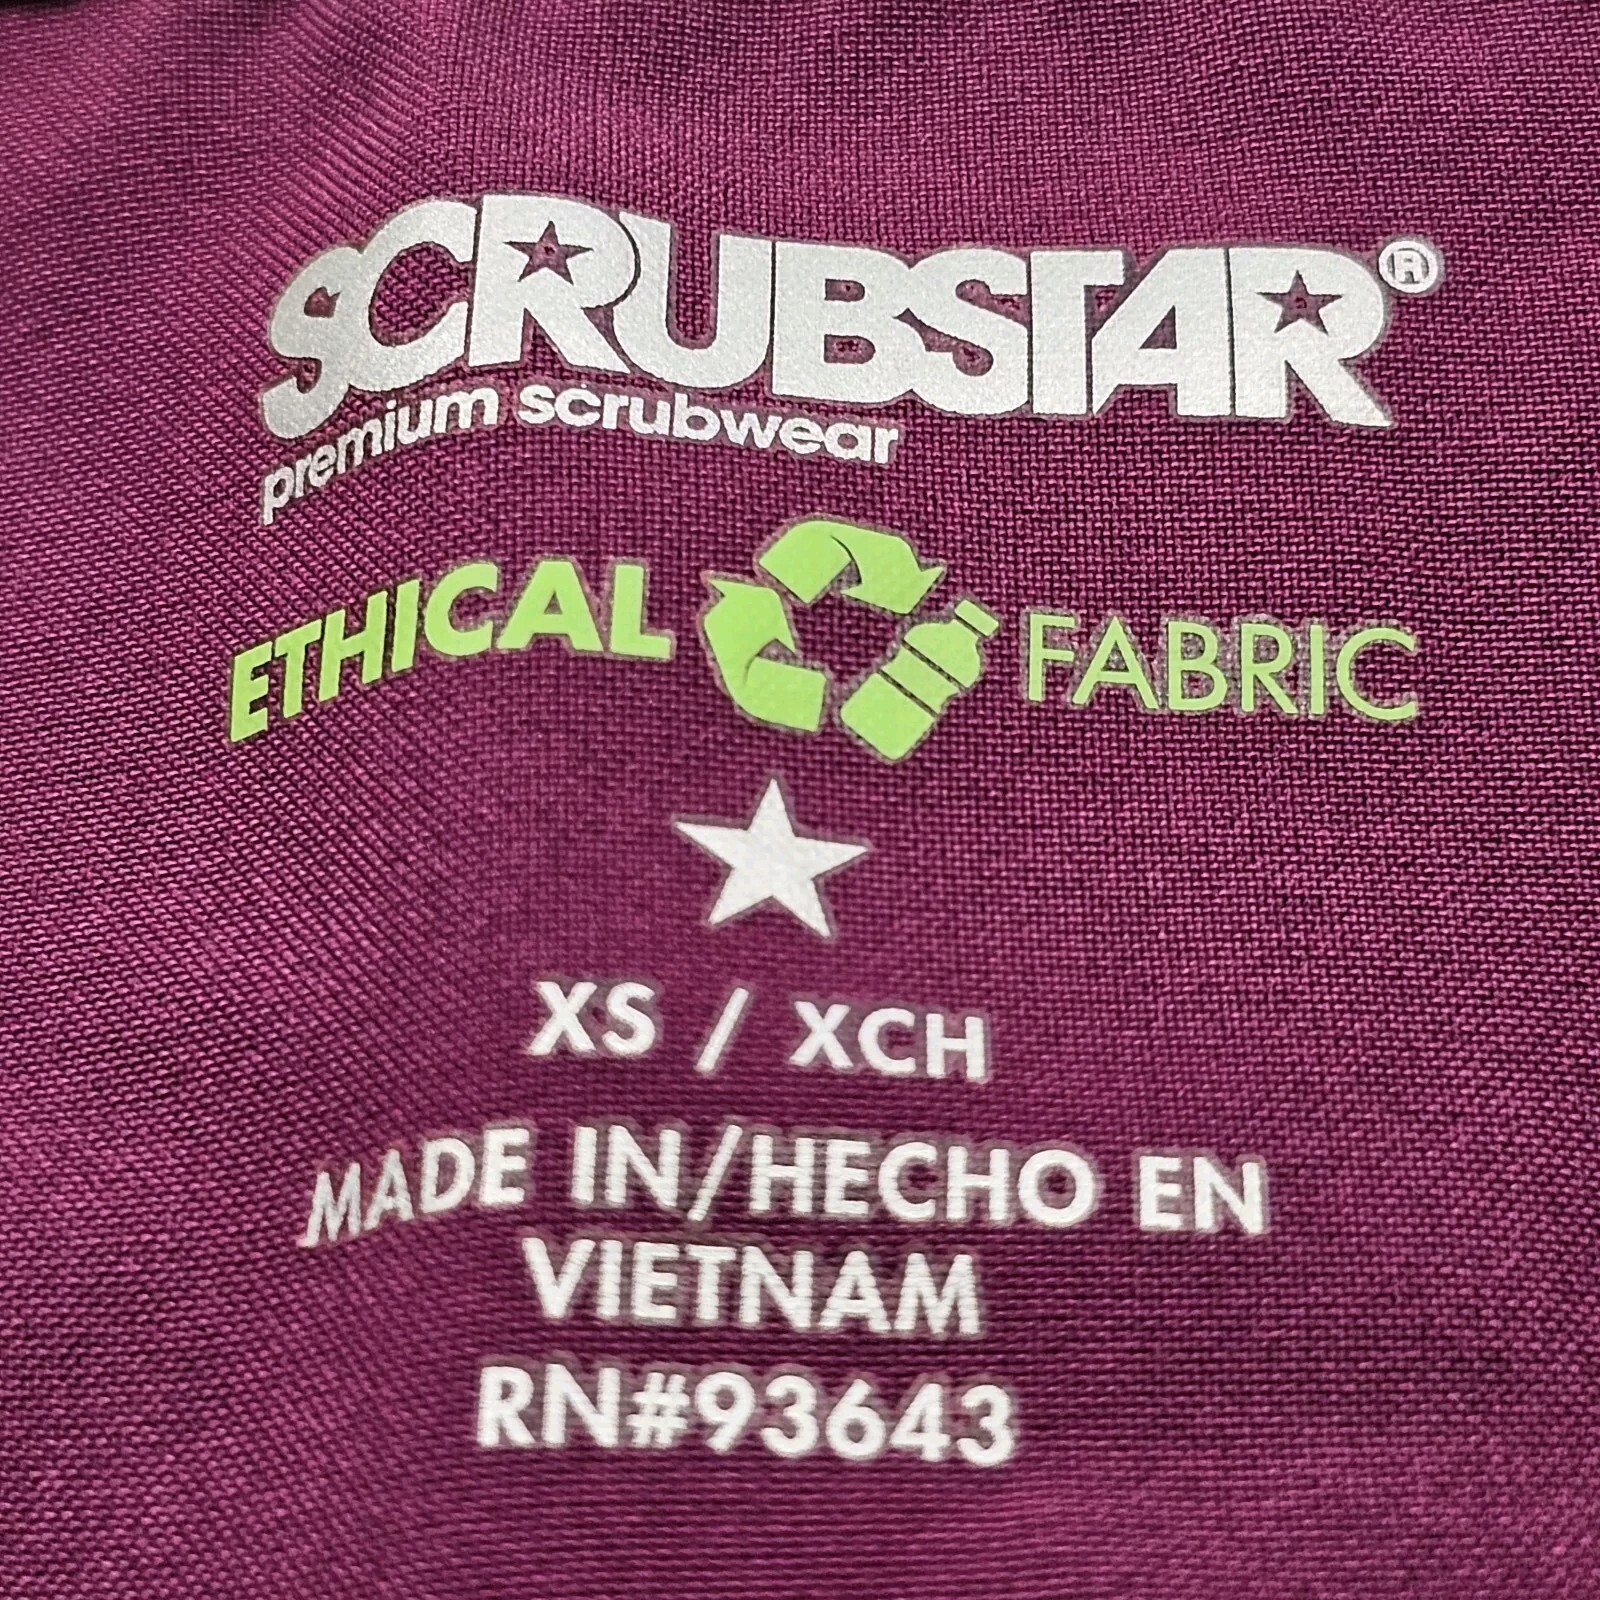 SCRUBSTAR®
premium scrubwear
ETHICAL FABRIC
XS / XCH
MADE IN/HECHO EN
VIETNAM
RN#93643